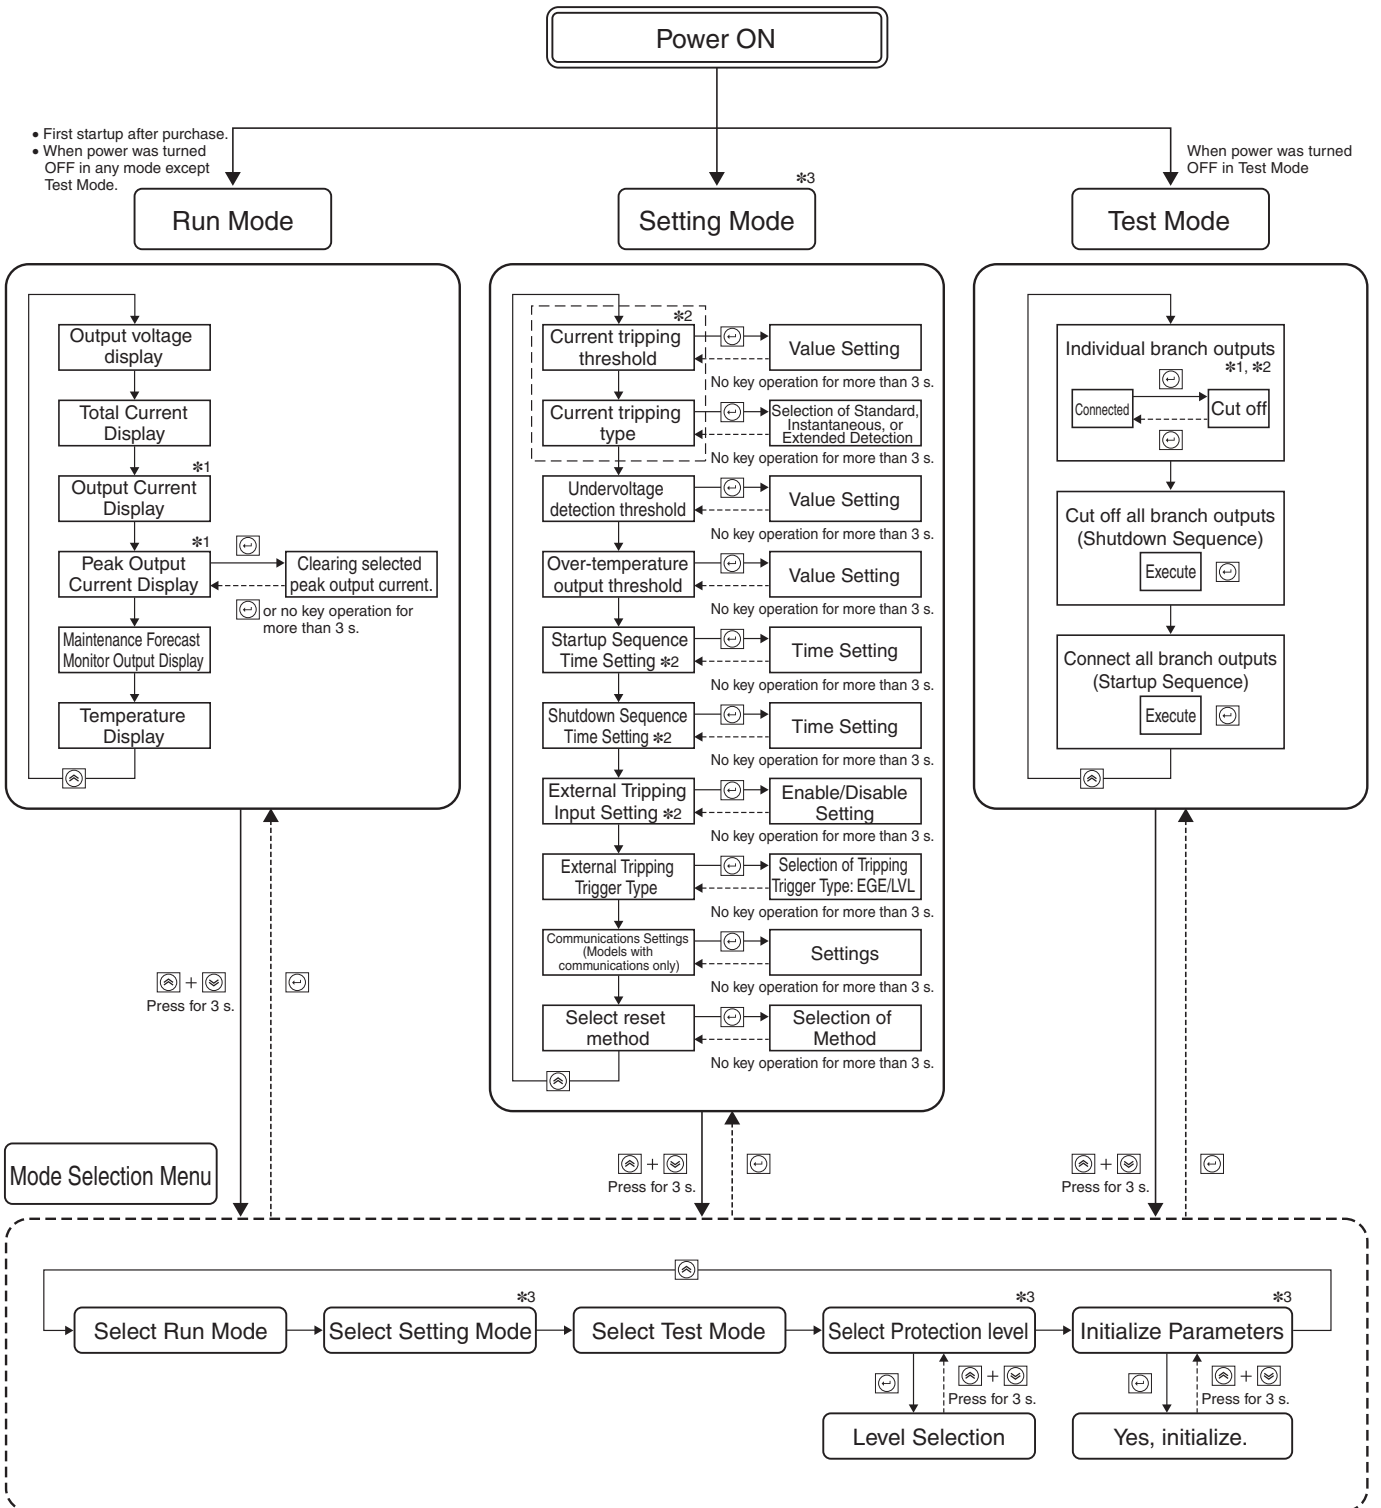 Power ON
• First startup after purchase.
• When power was turned
OFF in any mode except
Test Mode.
When power was turned
OFF in Test Mode
Run Mode
✻3
Setting Mode
Test Mode
Output voltage
display
Total Current
Display
✻1
Output Current
Display
✻1
Peak Output
Current Display
Clearing selected
peak output current.
or no key operation for
more than 3 s.
Maintenance Forecast
Monitor Output Display
Temperature
Display
✻2
Current tripping
threshold
Value Setting
No key operation for more than 3 s.
Current tripping
type
Selection of Standard,
Instantaneous, or
Extended Detection
No key operation for more than 3 s.
Undervoltage
detection threshold
Value Setting
No key operation for more than 3 s.
Over-temperature
output threshold
Value Setting
No key operation for more than 3 s.
Startup Sequence
Time Setting ✻2
Time Setting
No key operation for more than 3 s.
Shutdown Sequence
Time Setting ✻2
Time Setting
No key operation for more than 3 s.
External Tripping
Input Setting ✻2
Enable/Disable
Setting
No key operation for more than 3 s.
External Tripping
Trigger Type
Selection of Tripping
Trigger Type: EGE/LVL
No key operation for more than 3 s.
Communications Settings
(Models with
communications only)
Settings
No key operation for more than 3 s.
Select reset
method
Selection of
Method
No key operation for more than 3 s.
Individual branch outputs
✻1, ✻2
Connected
Cut off
Cut off all branch outputs
(Shutdown Sequence)
Execute
Connect all branch outputs
(Startup Sequence)
Execute
+
Press for 3 s.
+
Press for 3 s.
+
Press for 3 s.
Mode Selection Menu
Select Run Mode
✻3
Select Setting Mode
Select Test Mode
✻3
Select Protection level
✻3
Initialize Parameters
+
Press for 3 s.
+
Press for 3 s.
Level Selection
Yes, initialize.